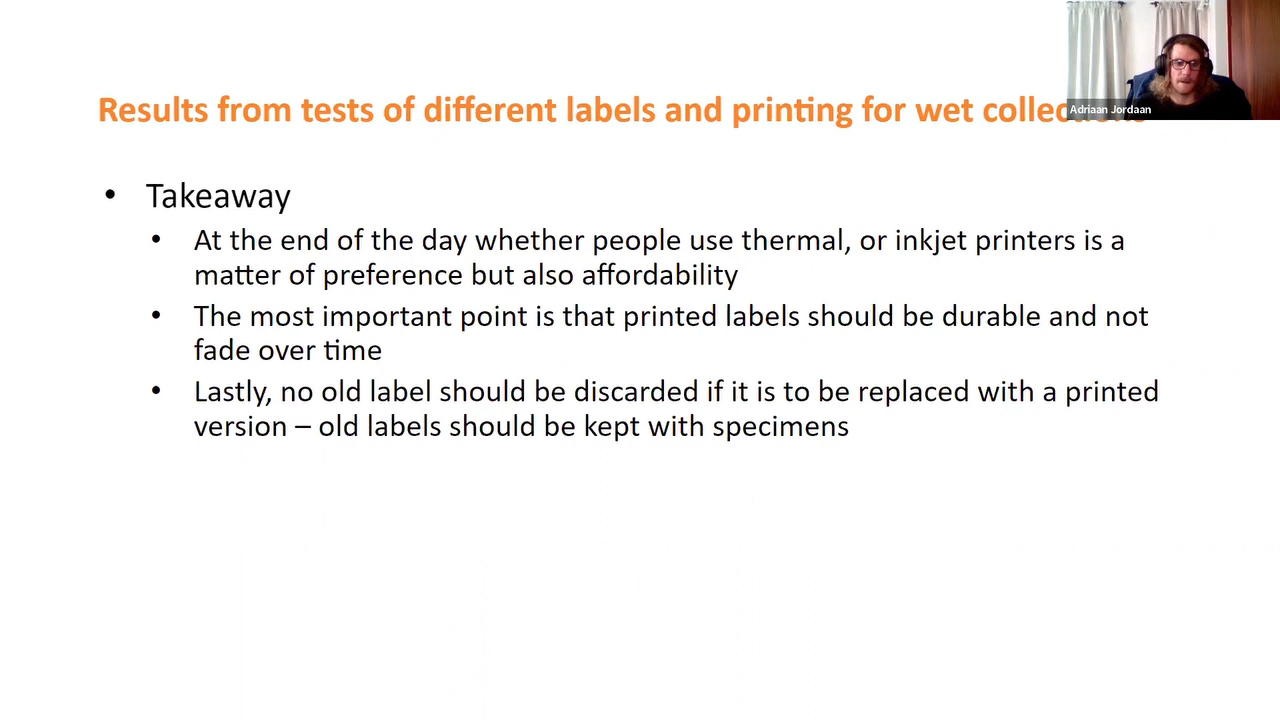 Adriaan Jordaan
Results from tests of different labels and printing for wet
• Takeaway
• At the end of the day whether people use thermal, or inkjet printers is a
matter of preference but also affordability
• The most important point is that printed labels should be durable and not
fade over time
• Lastly, no old label should be discarded if it is to be replaced with a printed
version – old labels should be kept with specimens